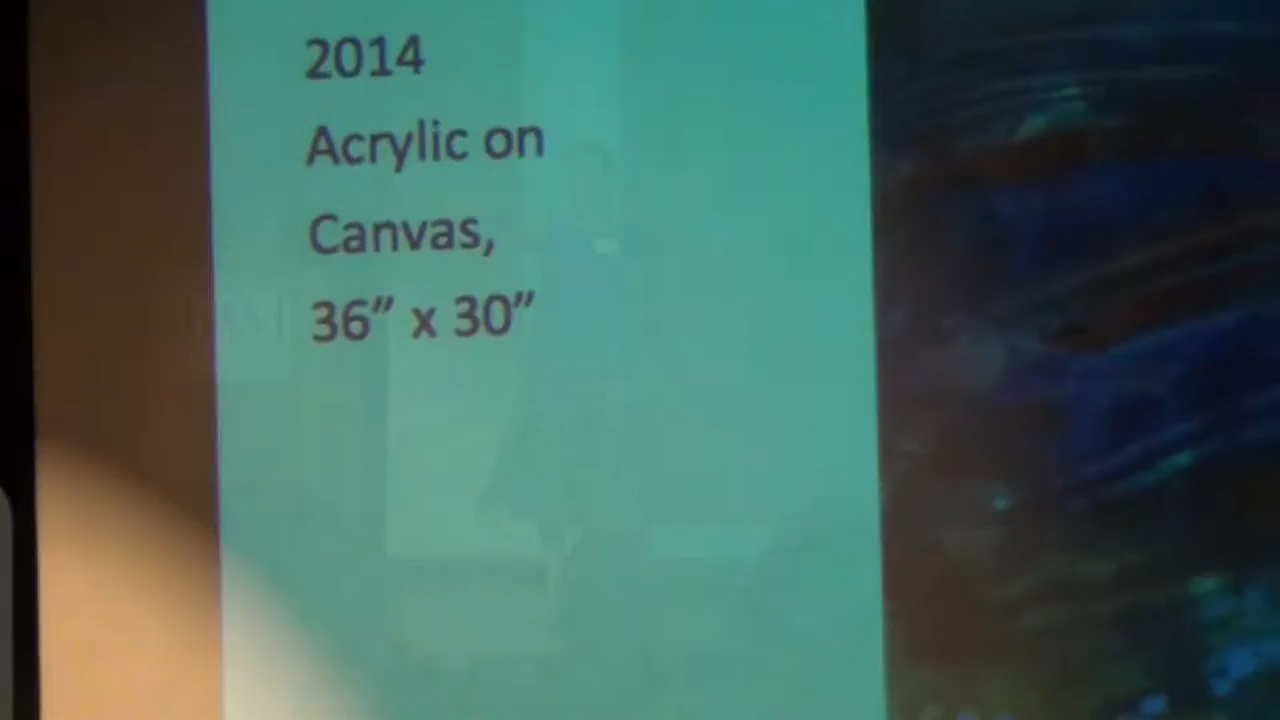 2014
Acrylic on
Canvas,
36” x 30”